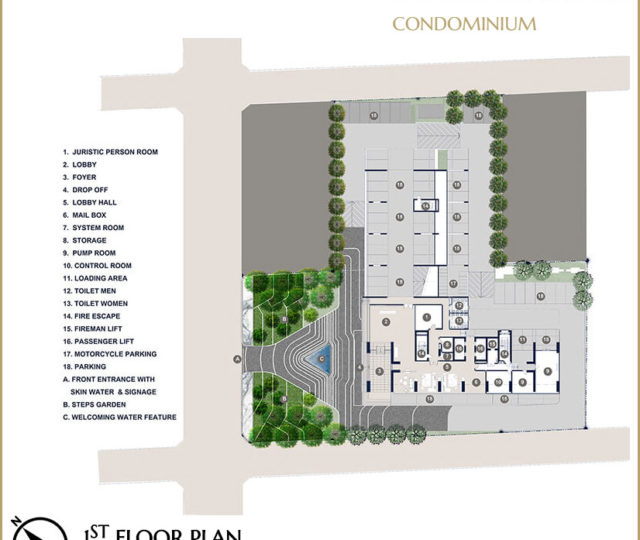 CONDOMINIUM
1. JURISTIC PERSON ROOM
2. LOBBY
3. FOYER
4. DROP OFF
5. LOBBY HALL
6. MAIL BOX
7. SYSTEM ROOM
8. STORAGE
9. PUMP ROOM
10. CONTROL ROOM
11. LOADING AREA
12. TOILET MEN
13. TOILET WOMEN
14. FIRE ESCAPE
15. FIREMAN LIFT
16. PASSENGER LIFT
17. MOTORCYCLE PARKING
18. PARKING
A. FRONT ENTRANCE WITH
SKIN WATER & SIGNAGE
B. STEPS GARDEN
C. WELCOMING WATER FEATURE
A
B
C
B
N
1ST FLOOR PLAN